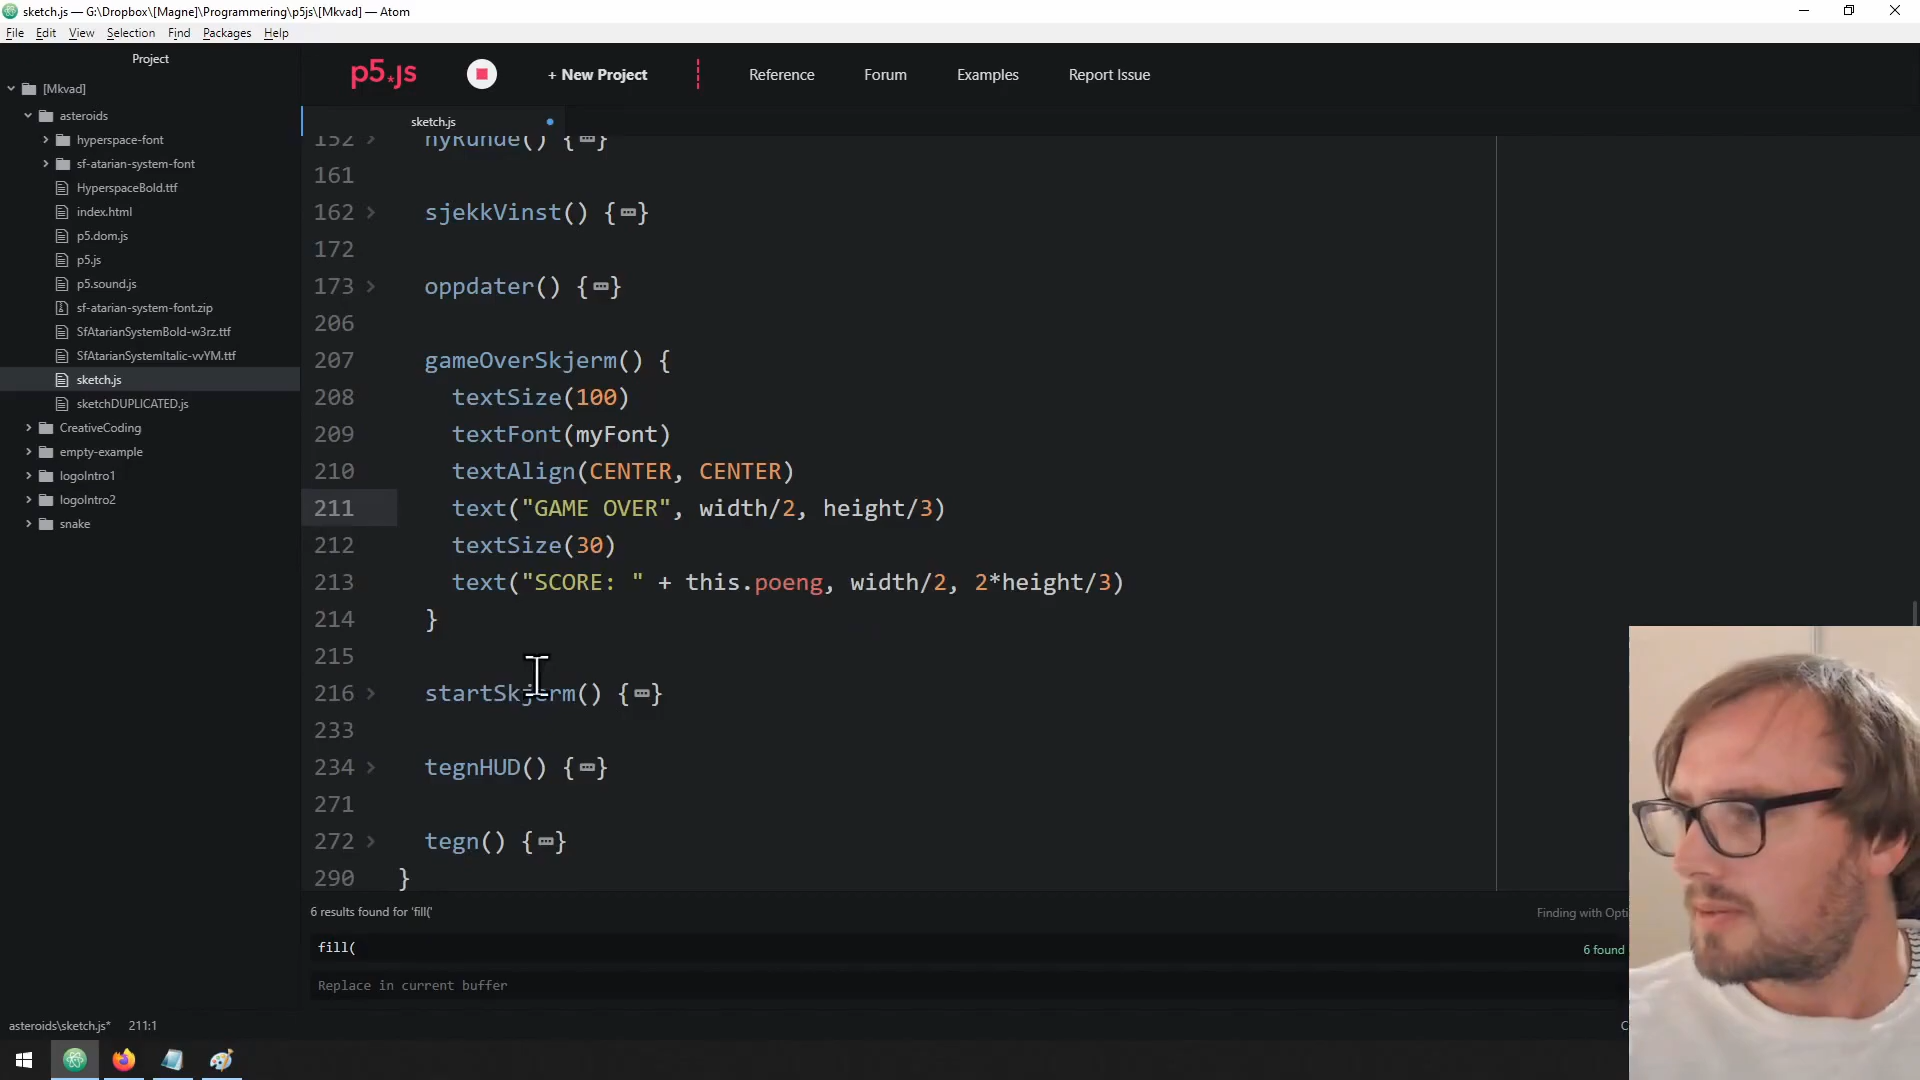 sketch.js — G:\Dropbox\[Magne]\Programmering\p5js\[Mkvad] — Atom
File Edit View Selection Find Packages Help
Project
[Mkvad]
asteroids
hyperspace-font
sf-atarian-system-font
HyperspaceBold.ttf
index.html
p5.dom.js
p5.js
p5.sound.js
sf-atarian-system-font.zip
SfAtarianSystemBold-w3rz.ttf
SfAtarianSystemItalic-vvYM.ttf
sketch.js
sketchDUPLICATED.js
CreativeCoding
empty-example
logoIntro1
logoIntro2
snake
p5.js + New Project Reference Forum Examples Report Issue
sketch.js
152 nyRunde() {
}
161
162 sjekkVinst() {
}
172
173 oppdater() {
}
206
207 gameOverSkjerm() {
208 textSize(100)
209 textFont(myFont)
210 textAlign(CENTER, CENTER)
211 text("GAME OVER", width/2, height/3)
212 textSize(30)
213 text("SCORE: " + this.poeng, width/2, 2*height/3)
214 }
215
216 startSkjerm() {
}
233
234 tegnHUD() {
}
271
272 tegn() {
}
290 }
6 results found for 'fill('
fill(
6 found
Replace in current buffer
asteroids\sketch.js* 211:1